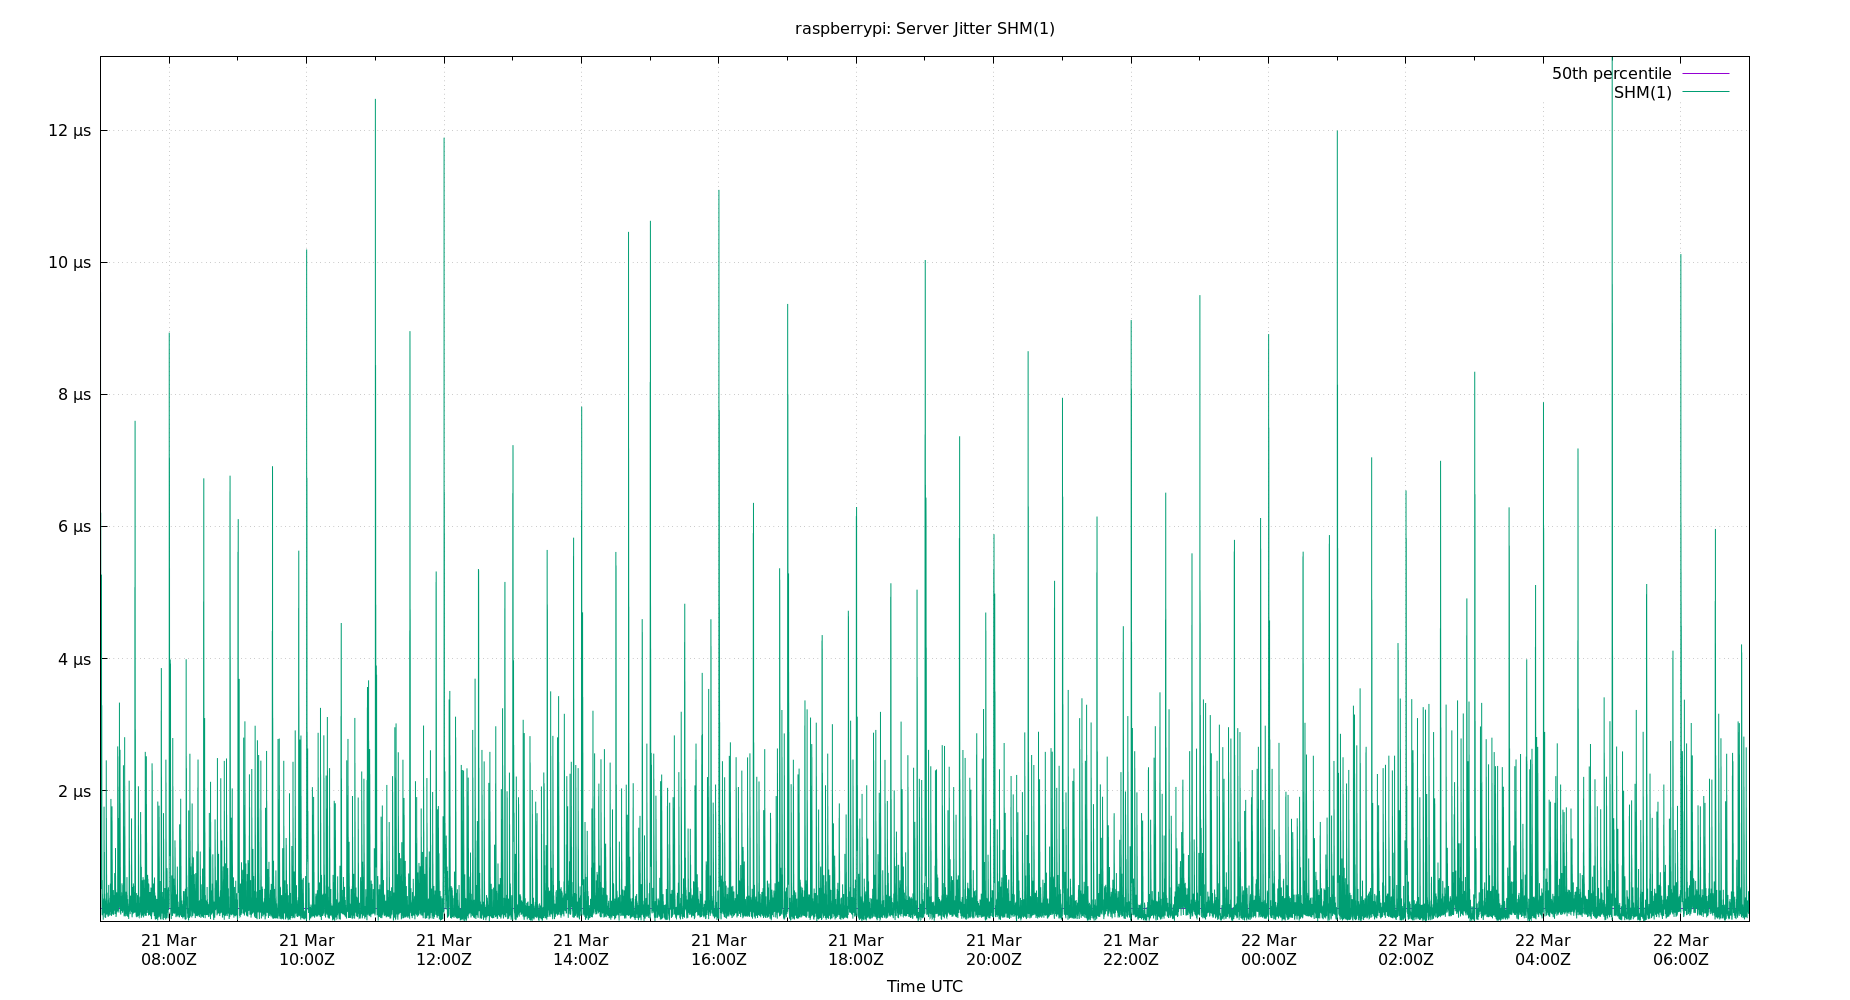 raspberrypi: Server Jitter SHM(1)
50th percentile
SHM(1)
12 µs
10 µs
8 µs
6 µs
4 µs
2 µs
21 Mar 21 Mar 21 Mar 21 Mar 21 Mar 21 Mar 21 Mar 21 Mar 22 Mar 22 Mar 22 Mar 22 Mar
08:00Z 10:00Z 12:00Z 14:00Z 16:00Z 18:00Z 20:00Z 22:00Z 00:00Z 02:00Z 04:00Z 06:00Z
Time UTC